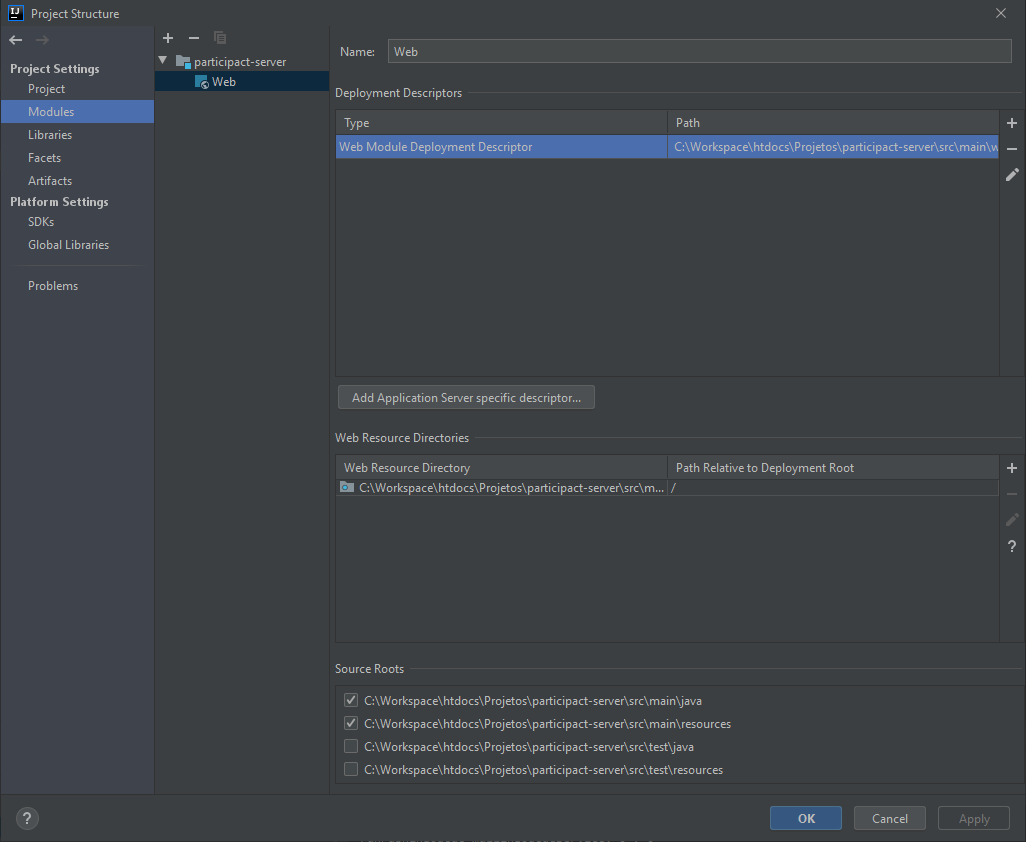 Project Structure
Project Settings
Project
Modules
Libraries
Facets
Artifacts
Platform Settings
SDKs
Global Libraries
Problems
participact-server
Web
Name: Web
Deployment Descriptors
Type Path
Web Module Deployment Descriptor C:\Workspace\htdocs\Projetos\participact-server\src\main\w
Add Application Server specific descriptor...
Web Resource Directories
Web Resource Directory Path Relative to Deployment Root
C:\Workspace\htdocs\Projetos\participact-server\src\m... /
Source Roots
C:\Workspace\htdocs\Projetos\participact-server\src\main\java
C:\Workspace\htdocs\Projetos\participact-server\src\main\resources
C:\Workspace\htdocs\Projetos\participact-server\src\test\java
C:\Workspace\htdocs\Projetos\participact-server\src\test\resources
OK Cancel Apply